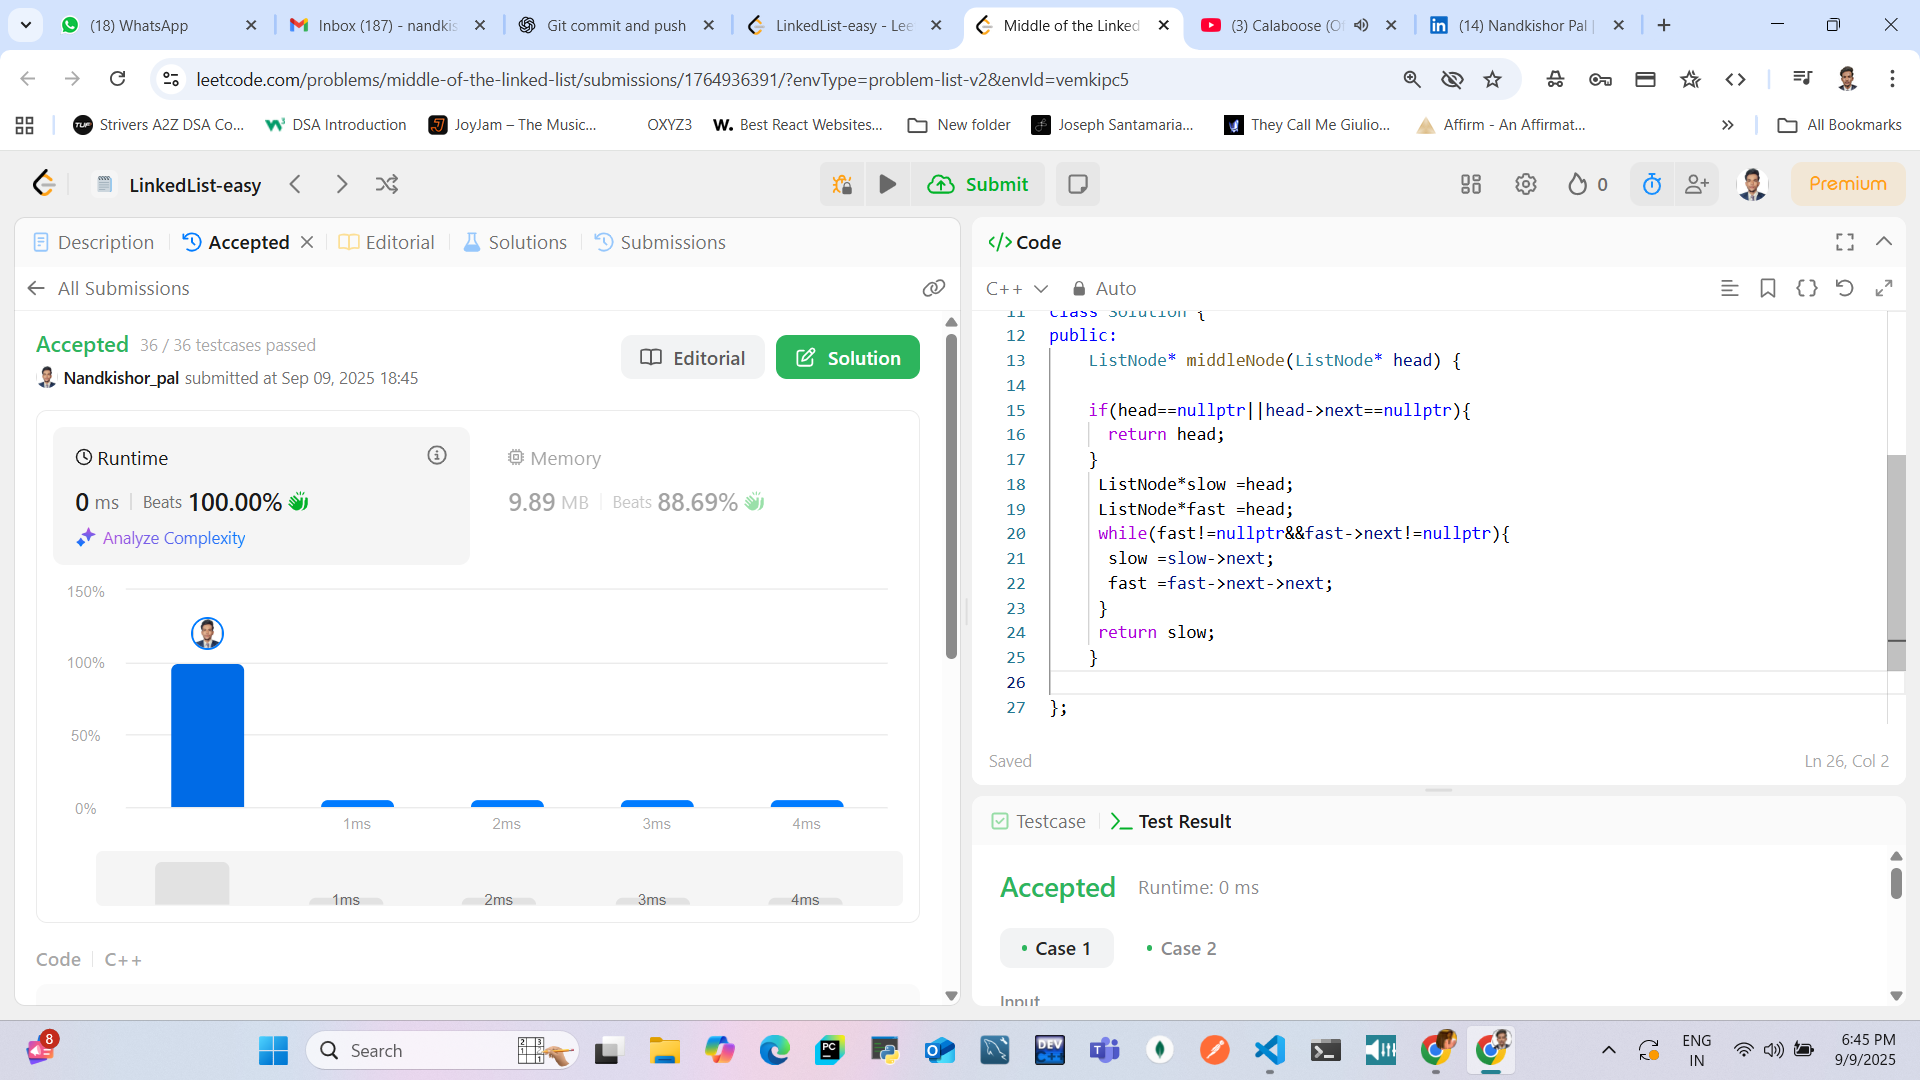 (18) WhatsApp
Inbox (187) - nandkis
Git commit and push
LinkedList-easy - Lee
Middle of the Linked
(3) Calaboose (Of
(14) Nandkishor Pal |
leetcode.com/problems/middle-of-the-linked-list/submissions/1764936391/?envType=problem-list-v2&envId=vemkipc5
TUF
Strivers A2Z DSA Co...
DSA Introduction
JoyJam – The Music...
OXYZ3
W.
Best React Websites...
New folder
Joseph Santamaria...
They Call Me Giulio...
Affirm - An Affirmat...
All Bookmarks
LinkedList-easy
Submit
0
Premium
Description
Accepted
Editorial
Solutions
Submissions
All Submissions
Accepted 36 / 36 testcases passed
Nandkishor_pal submitted at Sep 09, 2025 18:45
Editorial
Solution
Runtime
0 ms | Beats 100.00%
Analyze Complexity
Memory
9.89 MB | Beats 88.69%
150%
100%
50%
0%
1ms
2ms
3ms
4ms
1ms
2ms
3ms
4ms
Code | C++
</> Code
C++
Auto
11 class Solution {
12 public:
13 ListNode* middleNode(ListNode* head) {
14
15 if(head==nullptr||head->next==nullptr){
16 return head;
17 }
18 ListNode*slow =head;
19 ListNode*fast =head;
20 while(fast!=nullptr&&fast->next!=nullptr){
21 slow =slow->next;
22 fast =fast->next->next;
23 }
24 return slow;
25 }
26
27 };
Saved
Ln 26, Col 2
Testcase
Test Result
Accepted Runtime: 0 ms
• Case 1
• Case 2
Input
8
Search
PC
DEV
C++
ENG
IN
6:45 PM
9/9/2025